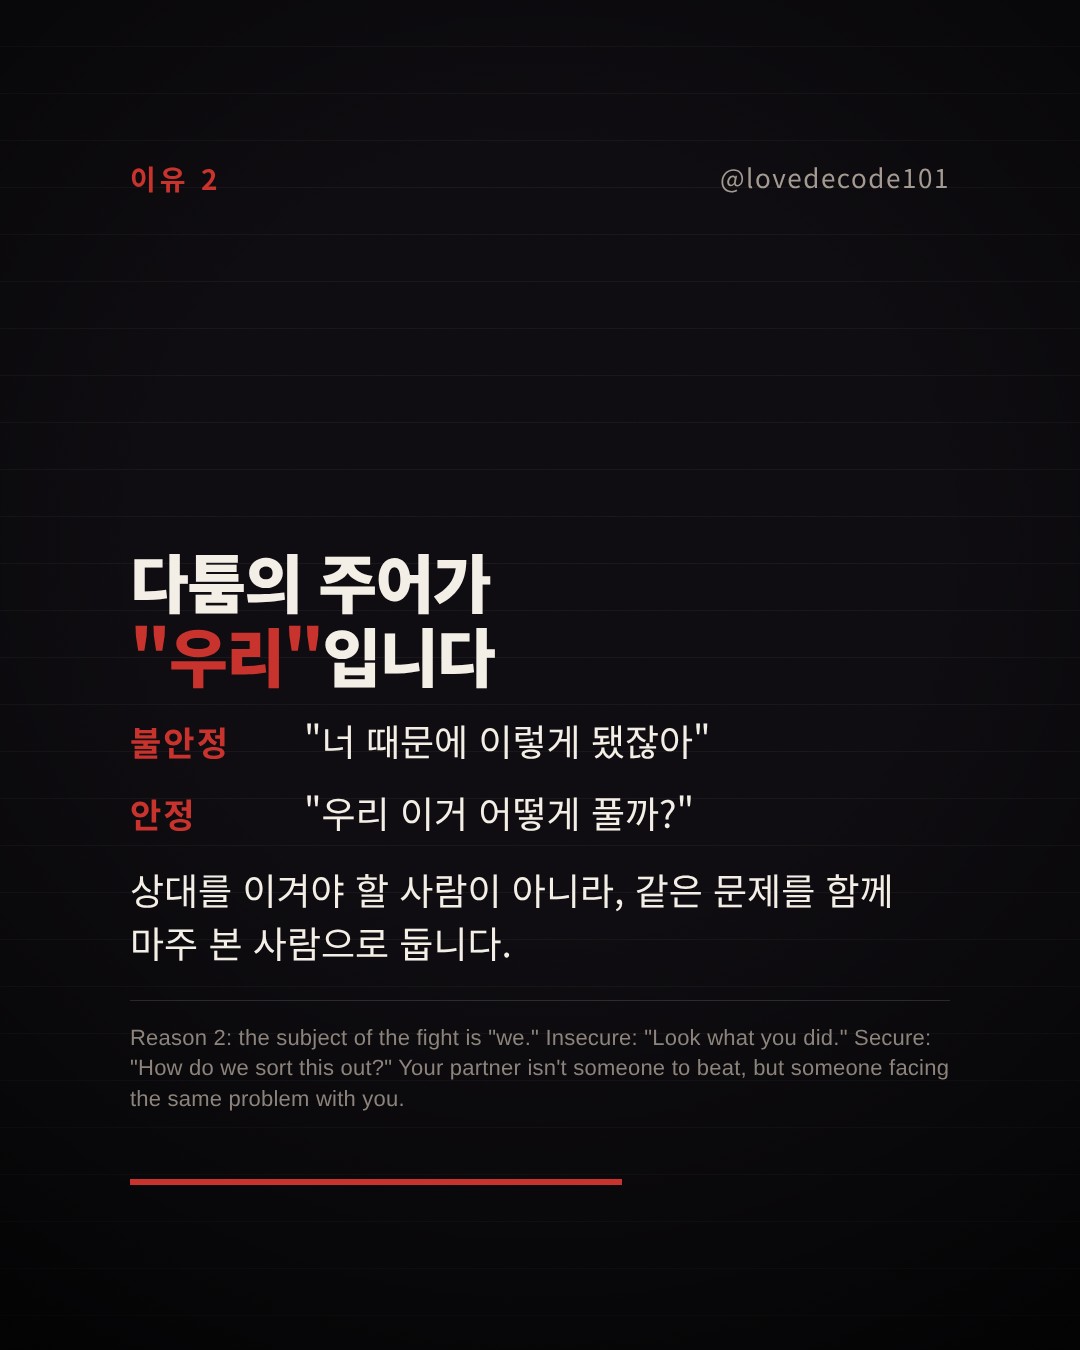 이유 2
@lovedecode101
다툼의 주어가
"우리"입니다
불안정 "너 때문에 이렇게 됐잖아"
안정 "우리 이거 어떻게 풀까?"
상대를 이겨야 할 사람이 아니라, 같은 문제를 함께
마주 본 사람으로 둡니다.
Reason 2: the subject of the fight is "we." Insecure: "Look what you did." Secure:
"How do we sort this out?" Your partner isn't someone to beat, but someone facing
the same problem with you.